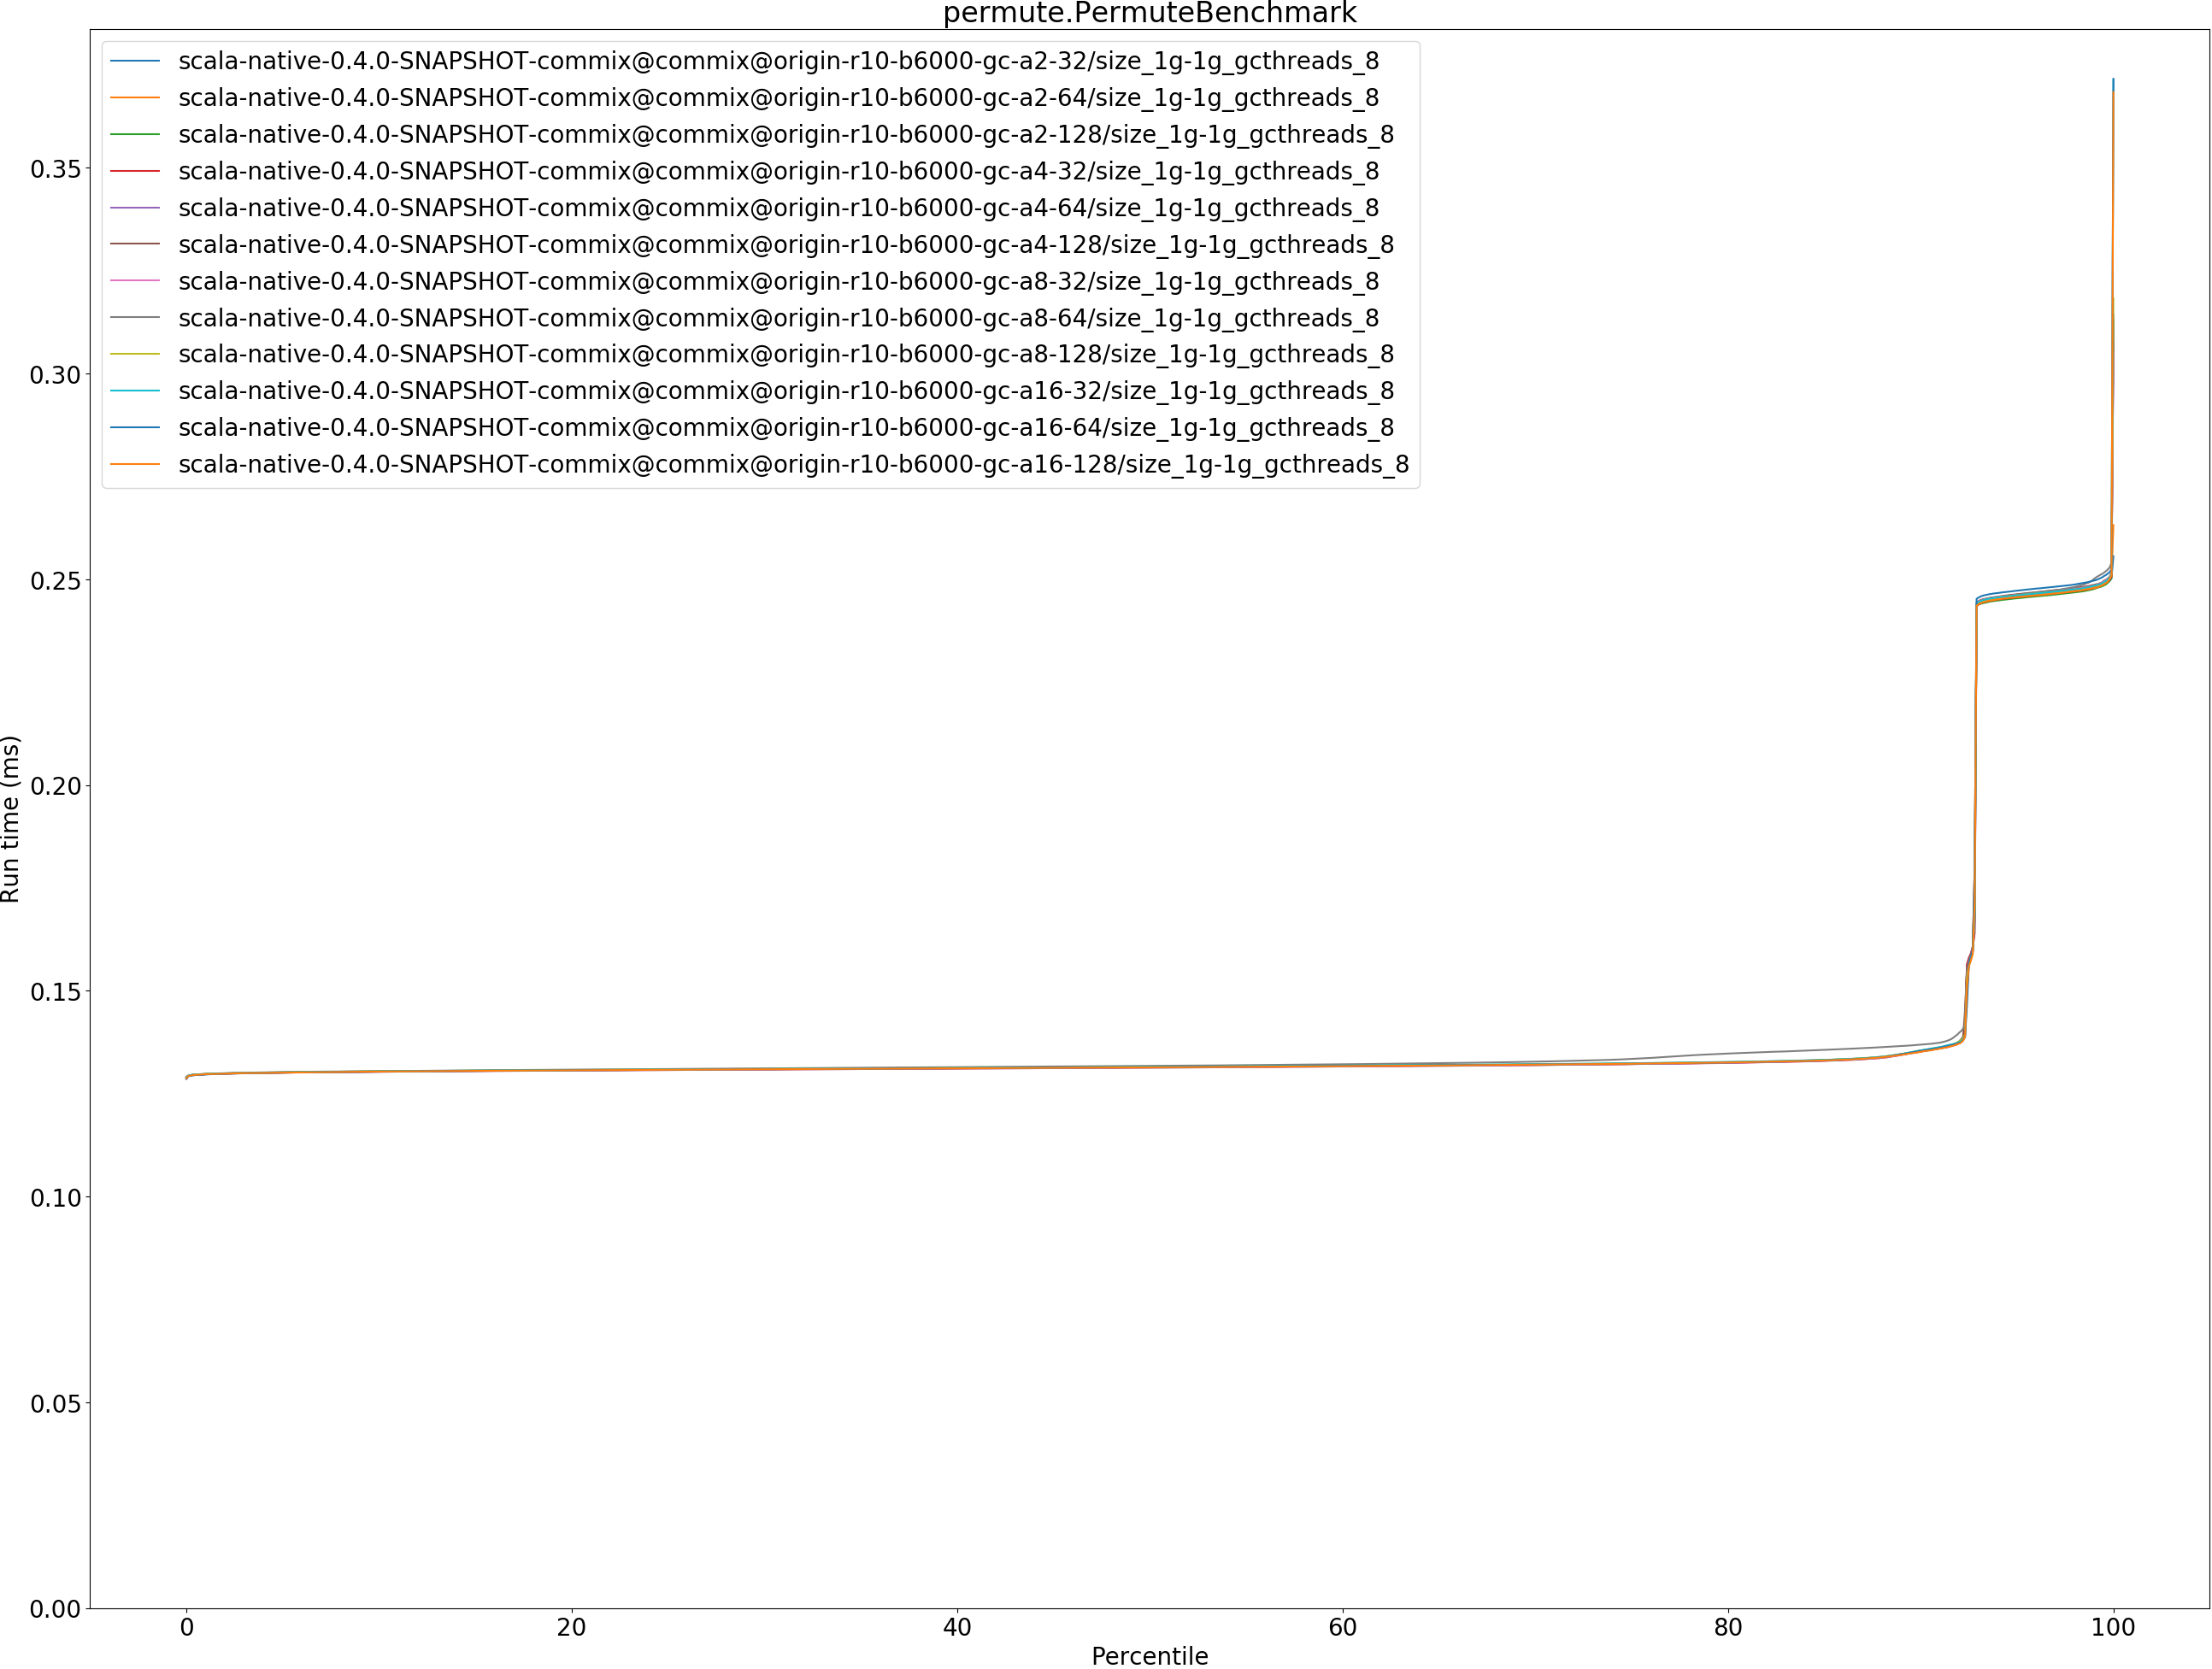 permute.PermuteBenchmark
scala-native-0.4.0-SNAPSHOT-commix@commix@origin-r10-b6000-gc-a2-32/size_1g-1g_gcthreads_8
scala-native-0.4.0-SNAPSHOT-commix@commix@origin-r10-b6000-gc-a2-64/size_1g-1g_gcthreads_8
scala-native-0.4.0-SNAPSHOT-commix@commix@origin-r10-b6000-gc-a2-128/size_1g-1g_gcthreads_8
scala-native-0.4.0-SNAPSHOT-commix@commix@origin-r10-b6000-gc-a4-32/size_1g-1g_gcthreads_8
scala-native-0.4.0-SNAPSHOT-commix@commix@origin-r10-b6000-gc-a4-64/size_1g-1g_gcthreads_8
scala-native-0.4.0-SNAPSHOT-commix@commix@origin-r10-b6000-gc-a4-128/size_1g-1g_gcthreads_8
scala-native-0.4.0-SNAPSHOT-commix@commix@origin-r10-b6000-gc-a8-32/size_1g-1g_gcthreads_8
scala-native-0.4.0-SNAPSHOT-commix@commix@origin-r10-b6000-gc-a8-64/size_1g-1g_gcthreads_8
scala-native-0.4.0-SNAPSHOT-commix@commix@origin-r10-b6000-gc-a8-128/size_1g-1g_gcthreads_8
scala-native-0.4.0-SNAPSHOT-commix@commix@origin-r10-b6000-gc-a16-32/size_1g-1g_gcthreads_8
scala-native-0.4.0-SNAPSHOT-commix@commix@origin-r10-b6000-gc-a16-64/size_1g-1g_gcthreads_8
scala-native-0.4.0-SNAPSHOT-commix@commix@origin-r10-b6000-gc-a16-128/size_1g-1g_gcthreads_8
0.35
0.30
0.25
0.20
0.15
0.10
0.05
0.00
Run time (ms)
0 20 40 60 80 100
Percentile